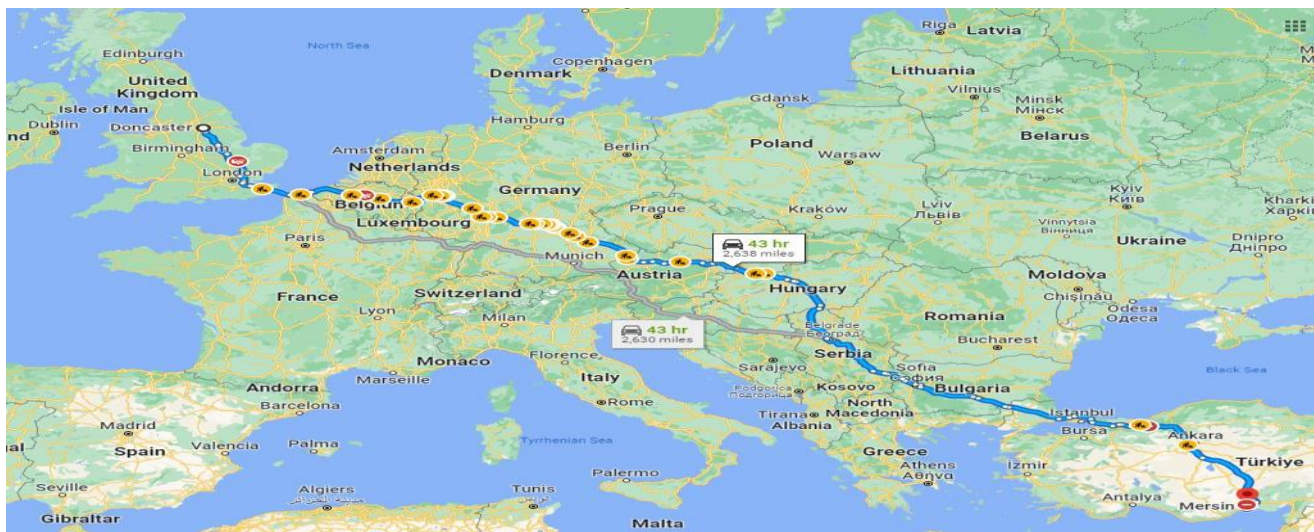 Riga
Latvia
Edinburgh
North Sea
Copenhagen
Denmark
Lithuania
United
Kingdom
Vilnius
Isle of Man
Gdańsk
Minsk
Мінск
Dublin
Doncaster
Hamburg
Belarus
nd
Birmingham
Amsterdam
Berlin
Poland
Netherlands
Warsaw
London
Germany
Belgium
Kyiv
Київ
Kharki
Харкі
Luxembourg
Prague
Kraków
Lviv
Львів
Vinnytsia
Вінниця
Ukraine
Dnipro
Дніпро
Paris
43 hr
2,638 miles
Munich
Austria
Moldova
Chișinău
France
Switzerland
Hungary
Odesa
Одеса
Lyon
Milan
43 hr
2,630 miles
Belgrade
Београд
Romania
Bucharest
Serbia
Monaco
Florence
Sarajevo
Sofia
София
Black Sea
Andorra
Marseille
Italy
Podgorica
Подгорица
Kosovo
Bulgaria
Barcelona
Rome
North
Macedonia
Tirana
Albania
Istanbul
Madrid
Bursa
Ankara
al
Spain
Valencia
Palma
Tyrrhenian Sea
Greece
Türkiye
Athens
Αθήνα
İzmir
Palermo
Seville
Algiers
Tunis
تونس
Antalya
Mersin
Gibraltar
Malta